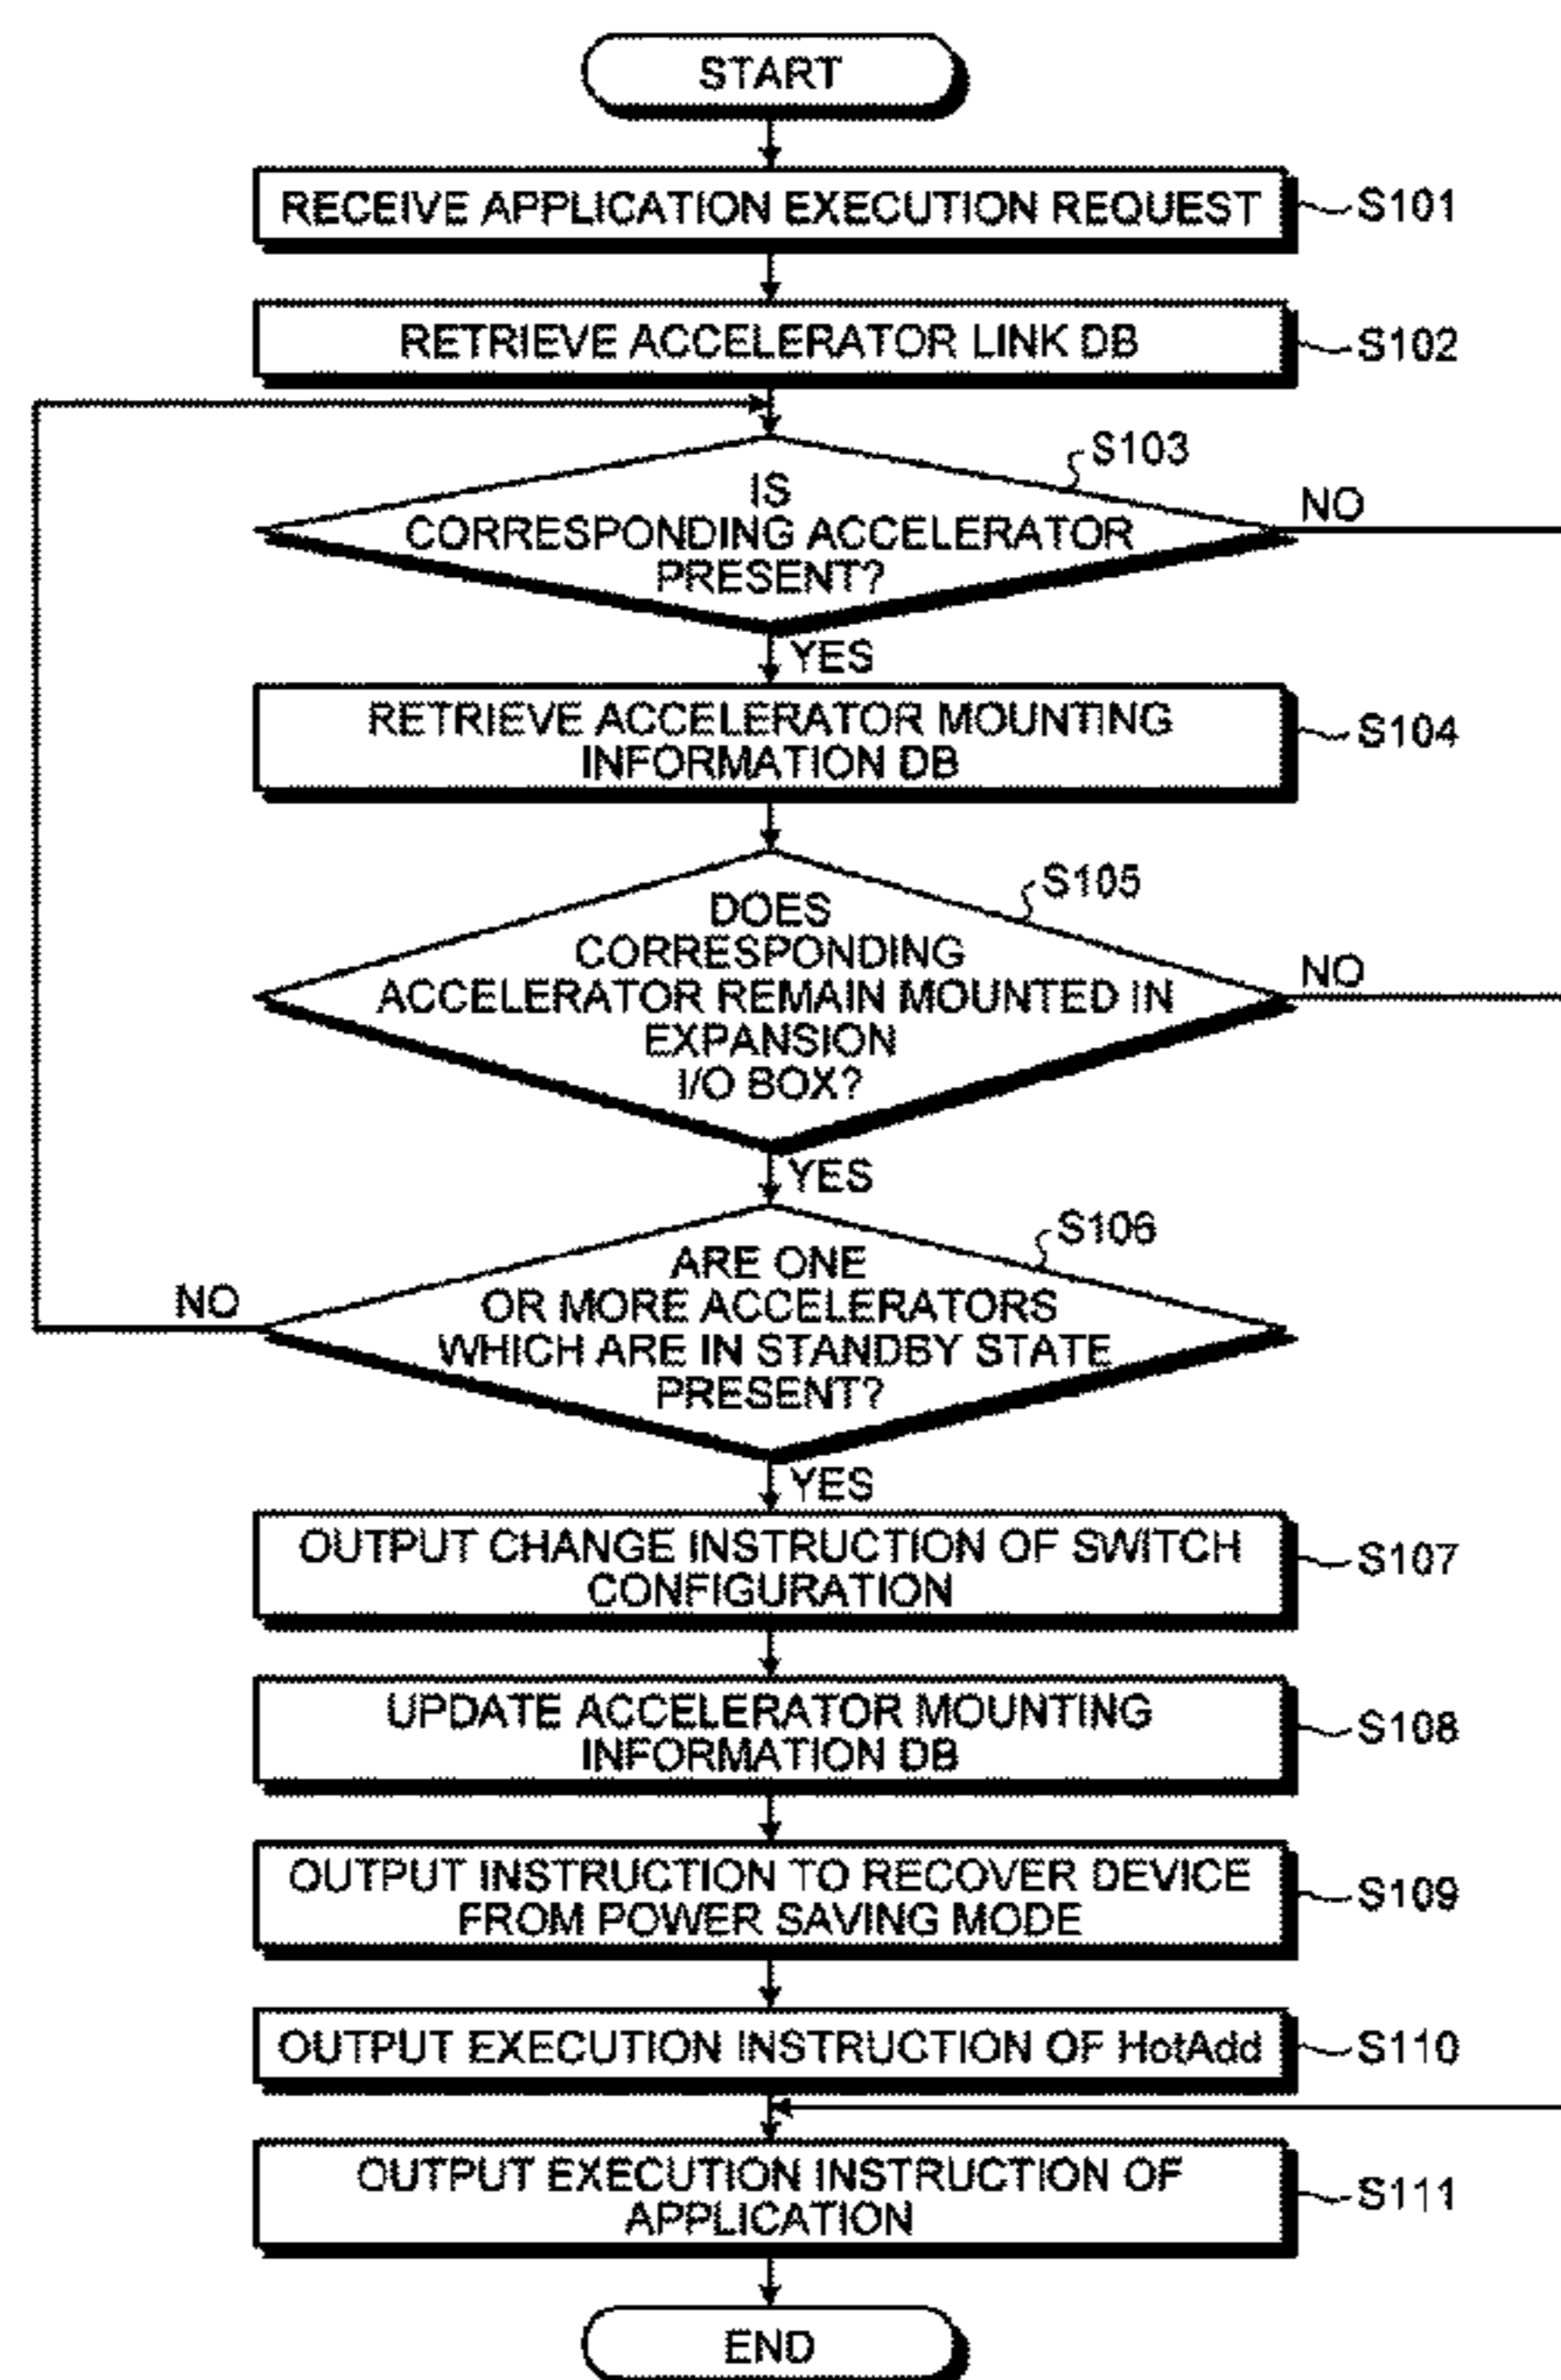 START
RECEIVE APPLICATION EXECUTION REQUEST
S101
RETRIEVE ACCELERATOR LINK DB
S102
S103
IS
CORRESPONDING ACCELERATOR
PRESENT?
NO
YES
RETRIEVE ACCELERATOR MOUNTING
INFORMATION DB
S104
S105
DOES
CORRESPONDING
ACCELERATOR REMAIN MOUNTED IN
EXPANSION
I/O BOX?
NO
YES
S106
ARE ONE
OR MORE ACCELERATORS
WHICH ARE IN STANDBY STATE
PRESENT?
NO
YES
OUTPUT CHANGE INSTRUCTION OF SWITCH
CONFIGURATION
S107
UPDATE ACCELERATOR MOUNTING
INFORMATION DB
S108
OUTPUT INSTRUCTION TO RECOVER DEVICE
FROM POWER SAVING MODE
S109
OUTPUT EXECUTION INSTRUCTION OF HotAdd
S110
OUTPUT EXECUTION INSTRUCTION OF
APPLICATION
S111
END